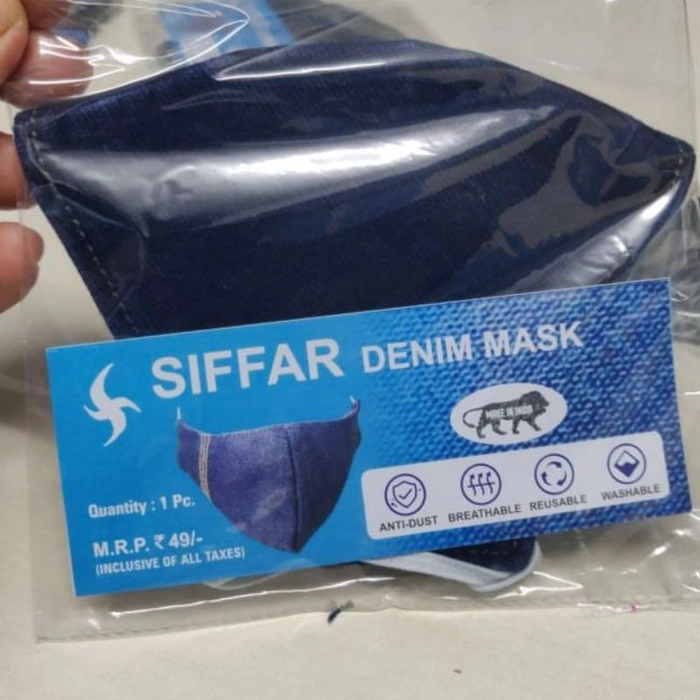 SIFFAR DENIM MASK
MAKE IN INDIA
Quantity : 1 Pc.
M.R.P. ₹ 49/-
(INCLUSIVE OF ALL TAXES)
ANTI-DUST BREATHABLE REUSABLE WASHABLE